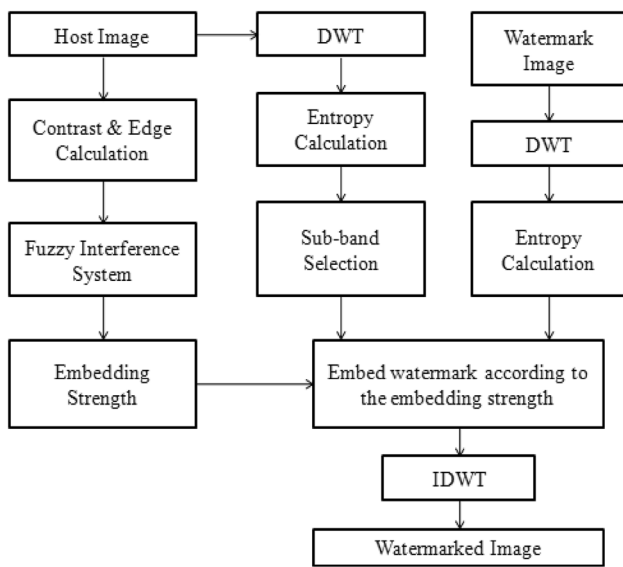 Host Image
DWT
Watermark
Image
Contrast & Edge
Calculation
Entropy
Calculation
DWT
Fuzzy Interference
System
Sub-band
Selection
Entropy
Calculation
Embedding
Strength
Embed watermark according to
the embedding strength
IDWT
Watermarked Image